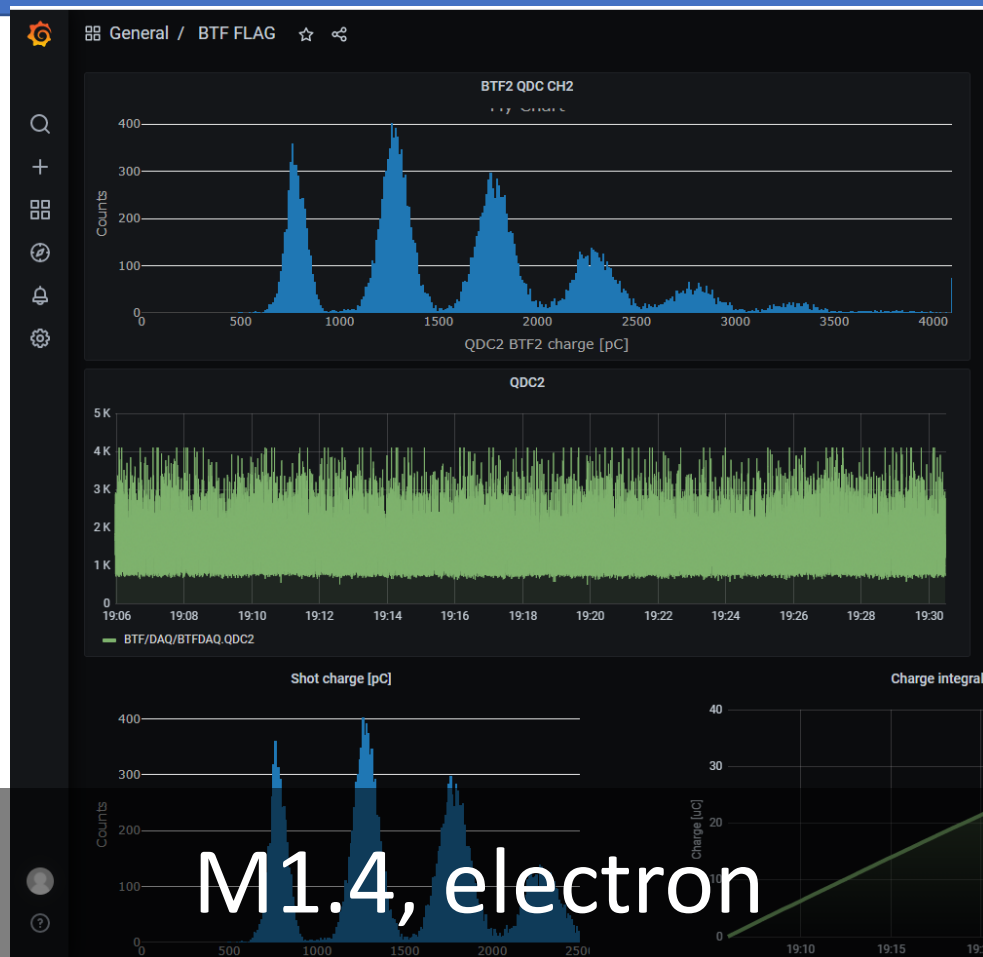 General / BTF FLAG
BTF2 QDC CH2
My Chart
400
300
200
100
0
Counts
0 500 1000 1500 2000 2500 3000 3500 4000
QDC2 BTF2 charge [pC]
QDC2
5 K
4 K
3 K
2 K
1 K
0
19:06 19:08 19:10 19:12 19:14 19:16 19:18 19:20 19:22 19:24 19:26 19:28 19:30
BTF/DAQ/BTFDAQ.QDC2
Shot charge [pC]
400
300
200
100
0
Counts
0 500 1000 1500 2000
Charge integral
40
30
20
10
0
Charge [uC]
19:10 19:15
M1.4, electron